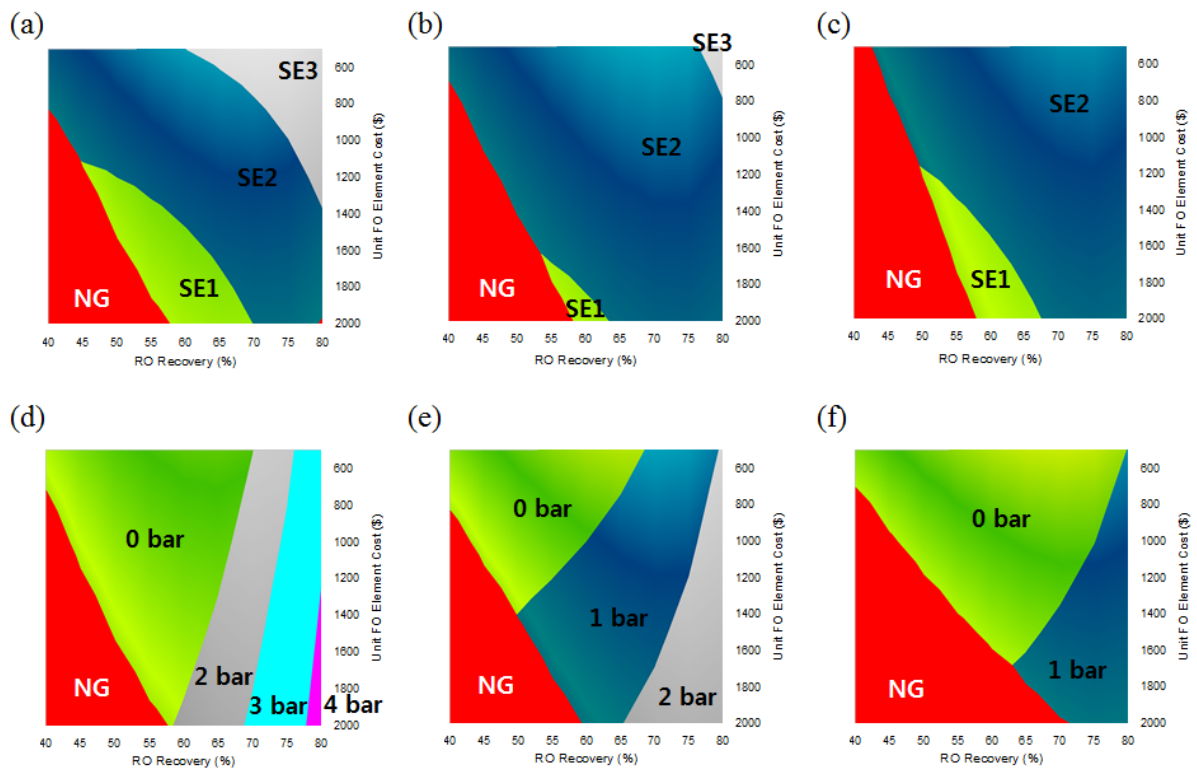 (a)
(b)
(c)
SE3
SE2
SE1
NG
600
800
1000
1200
1400
1600
1800
2000
Unit FO Element Cost ($)
40 45 50 55 60 65 70 75 80
RO Recovery (%)
SE3
SE2
SE1
NG
600
800
1000
1200
1400
1600
1800
2000
Unit FO Element Cost ($)
40 45 50 55 60 65 70 75 80
RO Recovery (%)
SE2
SE1
NG
600
800
1000
1200
1400
1600
1800
2000
Unit FO Element Cost ($)
40 45 50 55 60 65 70 75 80
RO Recovery (%)
(d)
(e)
(f)
0 bar
2 bar
3 bar
4 bar
NG
600
800
1000
1200
1400
1600
1800
2000
Unit FO Element Cost ($)
40 45 50 55 60 65 70 75 80
RO Recovery (%)
0 bar
1 bar
2 bar
NG
600
800
1000
1200
1400
1600
1800
2000
Unit FO Element Cost ($)
40 45 50 55 60 65 70 75 80
RO Recovery (%)
0 bar
1 bar
NG
600
800
1000
1200
1400
1600
1800
2000
Unit FO Element Cost ($)
40 45 50 55 60 65 70 75 80
RO Recovery (%)